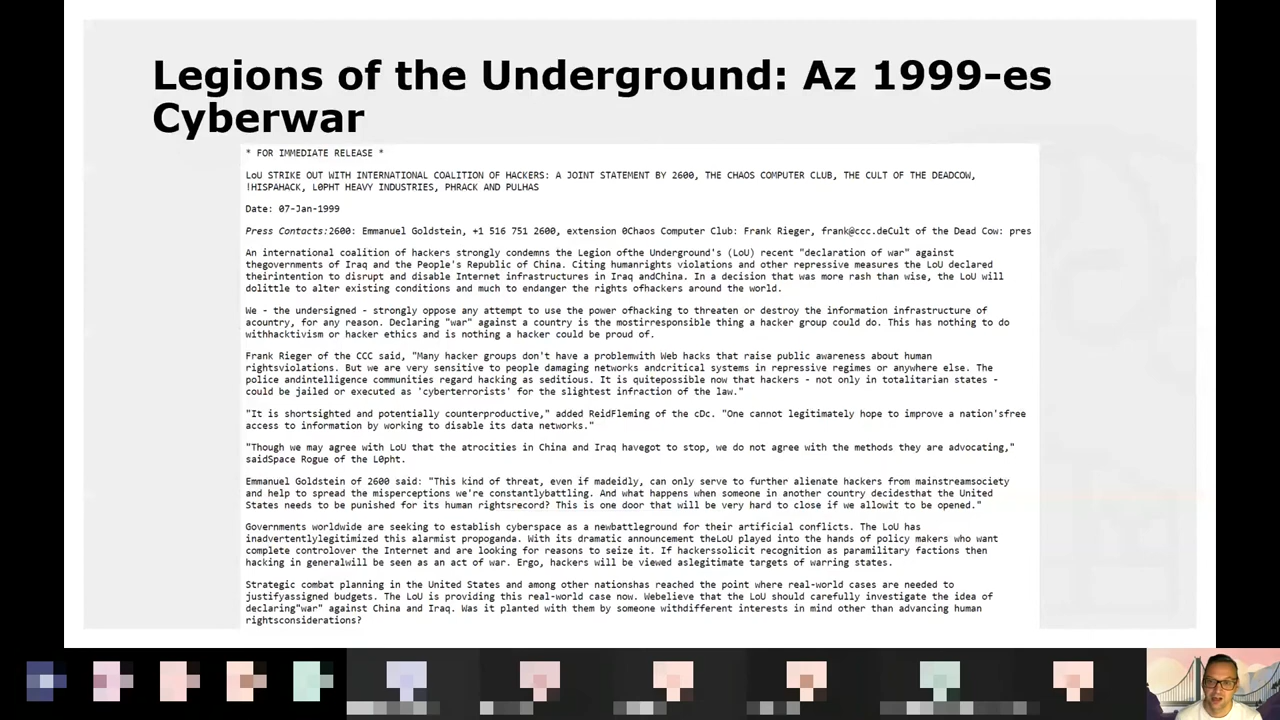 Legions of the Underground: Az 1999-es
Cyberwar
* FOR IMMEDIATE RELEASE *
LoU STRIKE OUT WITH INTERNATIONAL COALITION OF HACKERS: A JOINT STATEMENT BY 2600, THE CHAOS COMPUTER CLUB, THE CULT OF THE DEADCOW,
!HISPAHACK, L0PHT HEAVY INDUSTRIES, PHRACK AND PULHAS
Date: 07-Jan-1999
Press Contacts:2600: Emmanuel Goldstein, +1 516 751 2600, extension 0Chaos Computer Club: Frank Rieger, frank@ccc.deCult of the Dead Cow: pres
An international coalition of hackers strongly condemns the Legion ofthe Underground's (LoU) recent "declaration of war" against
thegovernments of Iraq and the People's Republic of China. Citing humanrights violations and other repressive measures the LoU declared
theirintention to disrupt and disable Internet infrastructures in Iraq andChina. In a decision that was more rash than wise, the LoU will
dolittle to alter existing conditions and much to endanger the rights ofhackers around the world.
We - the undersigned - strongly oppose any attempt to use the power ofhacking to threaten or destroy the information infrastructure of
acountry, for any reason. Declaring "war" against a country is the mostirresponsible thing a hacker group could do. This has nothing to do
withhacktivism or hacker ethics and is nothing a hacker could be proud of.
Frank Rieger of the CCC said, "Many hacker groups don't have a problemwith Web hacks that raise public awareness about human
rightsviolations. But we are very sensitive to people damaging networks andcritical systems in repressive regimes or anywhere else. The
police andintelligence communities regard hacking as seditious. It is quitepossible now that hackers - not only in totalitarian states -
could be jailed or executed as 'cyberterrorists' for the slightest infraction of the law."
"It is shortsighted and potentially counterproductive," added ReidFleming of the cDc. "One cannot legitimately hope to improve a nation'sfree
access to information by working to disable its data networks."
"Though we may agree with LoU that the atrocities in China and Iraq havegot to stop, we do not agree with the methods they are advocating,"
saidSpace Rogue of the L0pht.
Emmanuel Goldstein of 2600 said: "This kind of threat, even if madeidly, can only serve to further alienate hackers from mainstreamsociety
and help to spread the misperceptions we're constantlybattling. And what happens when someone in another country decidesthat the United
States needs to be punished for its human rightsrecord? This is one door that will be very hard to close if we allowit to be opened."
Governments worldwide are seeking to establish cyberspace as a newbattleground for their artificial conflicts. The LoU has
inadvertentlylegitimized this alarmist propoganda. With its dramatic announcement theLoU played into the hands of policy makers who want
complete controlover the Internet and are looking for reasons to seize it. If hackerssolicit recognition as paramilitary factions then
hacking in generalwill be seen as an act of war. Ergo, hackers will be viewed aslegitimate targets of warring states.
Strategic combat planning in the United States and among other nationshas reached the point where real-world cases are needed to
justifyassigned budgets. The LoU is providing this real-world case now. Webelieve that the LoU should carefully investigate the idea of
declaring"war" against China and Iraq. Was it planted with them by someone withdifferent interests in mind other than advancing human
rightsconsiderations?